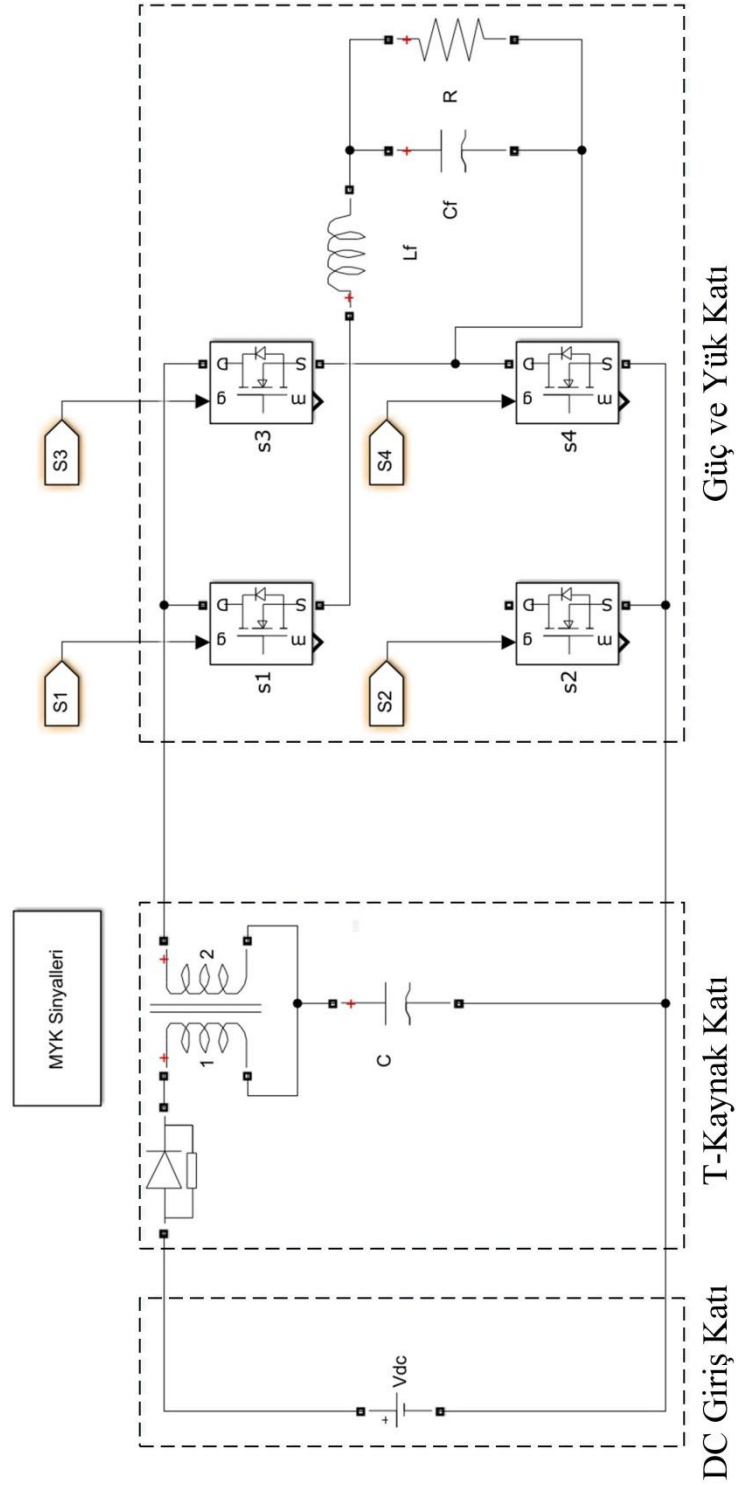 MYK Sinyalleri
S1
S3
S2
S4
Vdc
+
1
2
+
+
C
+
g
D
m
S
s1
g
D
m
S
s3
g
D
m
S
s2
g
D
m
S
s4
Lf
+
Cf
+
R
+
DC Giriş Katı
T-Kaynak Katı
Güç ve Yük Katı